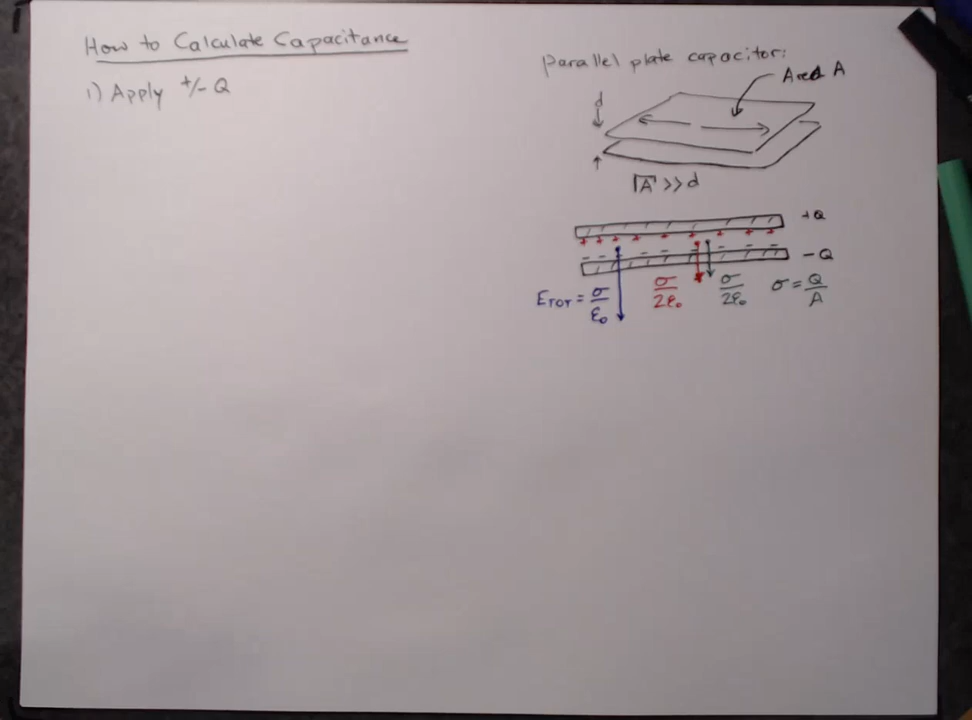 How to Calculate Capacitance
1) Apply +/- Q
Parallel plate capacitor:
Area A
d
√A >> d
+Q
+ + + + + + + + +
- - - - - - - -
-Q
E_TOT = σ/ε₀
σ/2ε₀
σ/2ε₀
σ = Q/A